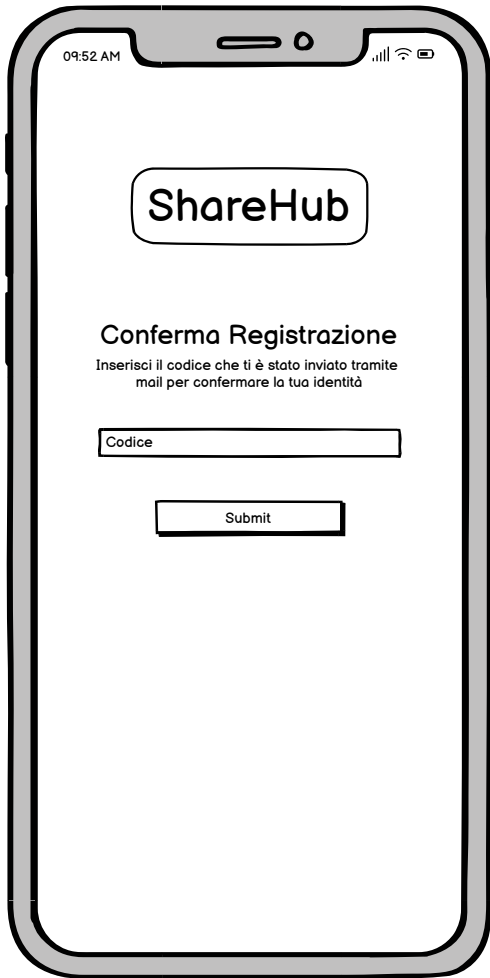 09:52 AM
ShareHub
Conferma Registrazione
Inserisci il codice che ti è stato inviato tramite
mail per confermare la tua identità
Codice
Submit